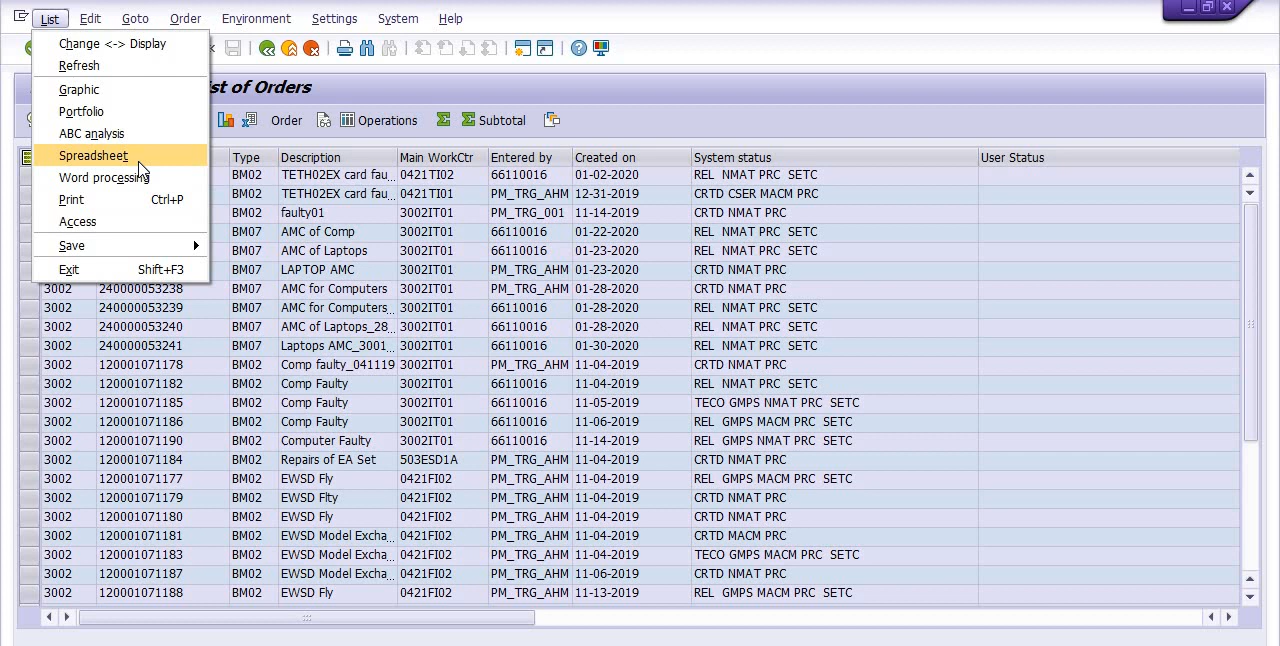 List Edit Goto Order Environment Settings System Help
Change <-> Display
Refresh
Graphic
Portfolio
ABC analysis
Spreadsheet
Word processing
Print Ctrl+P
Access
Save
Exit Shift+F3
st of Orders
Order Operations Subtotal
Type Description Main WorkCtr Entered by Created on System status User Status
BM02 TETH02EX card fau... 0421TI02 66110016 01-02-2020 REL NMAT PRC SETC
BM02 TETH02EX card fau... 0421TI02 PM_TRG_AHM 12-31-2019 CRTD CSER MACM PRC
BM02 faulty01 3002IT01 PM_TRG_001 11-14-2019 CRTD NMAT PRC
BM07 AMC of Comp 3002IT01 66110016 01-22-2020 REL NMAT PRC SETC
BM07 AMC of Laptops 3002IT01 66110016 01-23-2020 REL NMAT PRC SETC
BM07 LAPTOP AMC 3002IT01 PM_TRG_AHM 01-23-2020 CRTD NMAT PRC
3002 240000053238 BM07 AMC for Computers 3002IT01 PM_TRG_AHM 01-28-2020 CRTD NMAT PRC
3002 240000053239 BM07 AMC for Computers... 3002IT01 66110016 01-28-2020 REL NMAT PRC SETC
3002 240000053240 BM07 AMC of Laptops_28... 3002IT01 66110016 01-28-2020 REL NMAT PRC SETC
3002 240000053241 BM07 Laptops AMC_3001... 3002IT01 66110016 01-30-2020 REL NMAT PRC SETC
3002 120001071178 BM02 Comp faulty_041119 3002IT01 PM_TRG_AHM 11-04-2019 CRTD NMAT PRC
3002 120001071182 BM02 Comp Faulty 3002IT01 66110016 11-04-2019 REL NMAT PRC SETC
3002 120001071185 BM02 Comp Faulty 3002IT01 66110016 11-05-2019 TECO GMPS NMAT PRC SETC
3002 120001071186 BM02 Comp Faulty 3002IT01 66110016 11-06-2019 REL GMPS MACM PRC SETC
3002 120001071190 BM02 Computer Faulty 3002IT01 66110016 11-14-2019 REL GMPS NMAT PRC SETC
3002 120001071184 BM02 Repairs of EA Set 503ESD1A PM_TRG_AHM 11-04-2019 CRTD NMAT PRC
3002 120001071177 BM02 EWSD Fly 0421FI02 PM_TRG_AHM 11-04-2019 REL GMPS MACM PRC SETC
3002 120001071179 BM02 EWSD Flty 0421FI02 PM_TRG_AHM 11-04-2019 CRTD NMAT PRC
3002 120001071180 BM02 EWSD Fly 0421FI02 PM_TRG_AHM 11-04-2019 CRTD NMAT PRC
3002 120001071181 BM02 EWSD Model Excha... 0421FI02 PM_TRG_AHM 11-04-2019 CRTD MACM PRC
3002 120001071183 BM02 EWSD Model Excha... 0421FI02 PM_TRG_AHM 11-04-2019 TECO GMPS MACM PRC SETC
3002 120001071187 BM02 EWSD Model Excha... 0421FI02 PM_TRG_AHM 11-06-2019 CRTD NMAT PRC
3002 120001071188 BM02 EWSD Fly 0421FI02 PM_TRG_AHM 11-13-2019 REL GMPS MACM PRC SETC